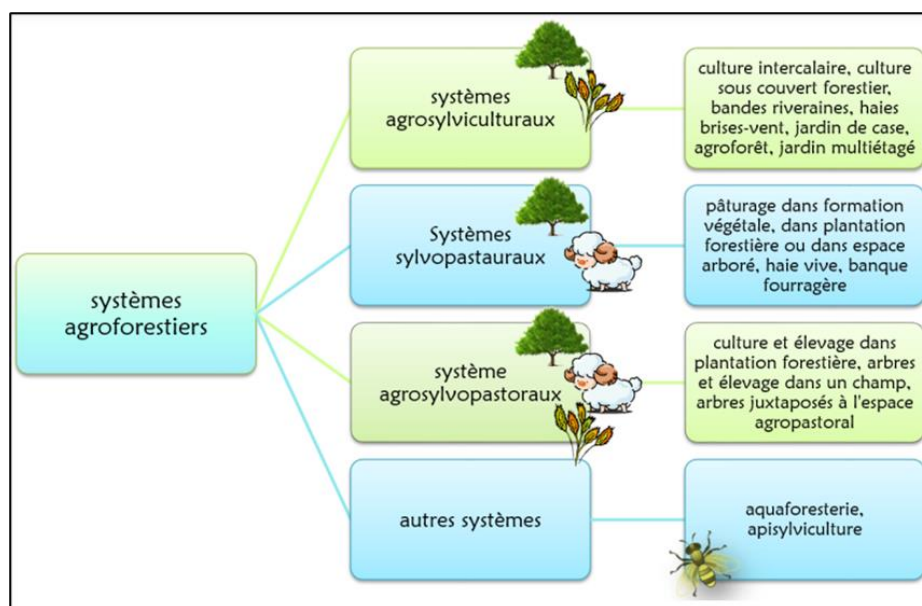 systèmes
agroforestiers
systèmes
agrosylviculturaux
culture intercalaire, culture
sous couvert forestier,
bandes riveraines, haies
brises-vent, jardin de case,
agroforêt, jardin multiétagé
Systèmes
sylvopastauraux
pâturage dans formation
végétale, dans plantation
forestière ou dans espace
arboré, haie vive, banque
fourragère
système
agrosylvopastoraux
culture et élevage dans
plantation forestière, arbres
et élevage dans un champ,
arbres juxtaposés à l'espace
agropastoral
autres systèmes
aquaforesterie,
apisylviculture